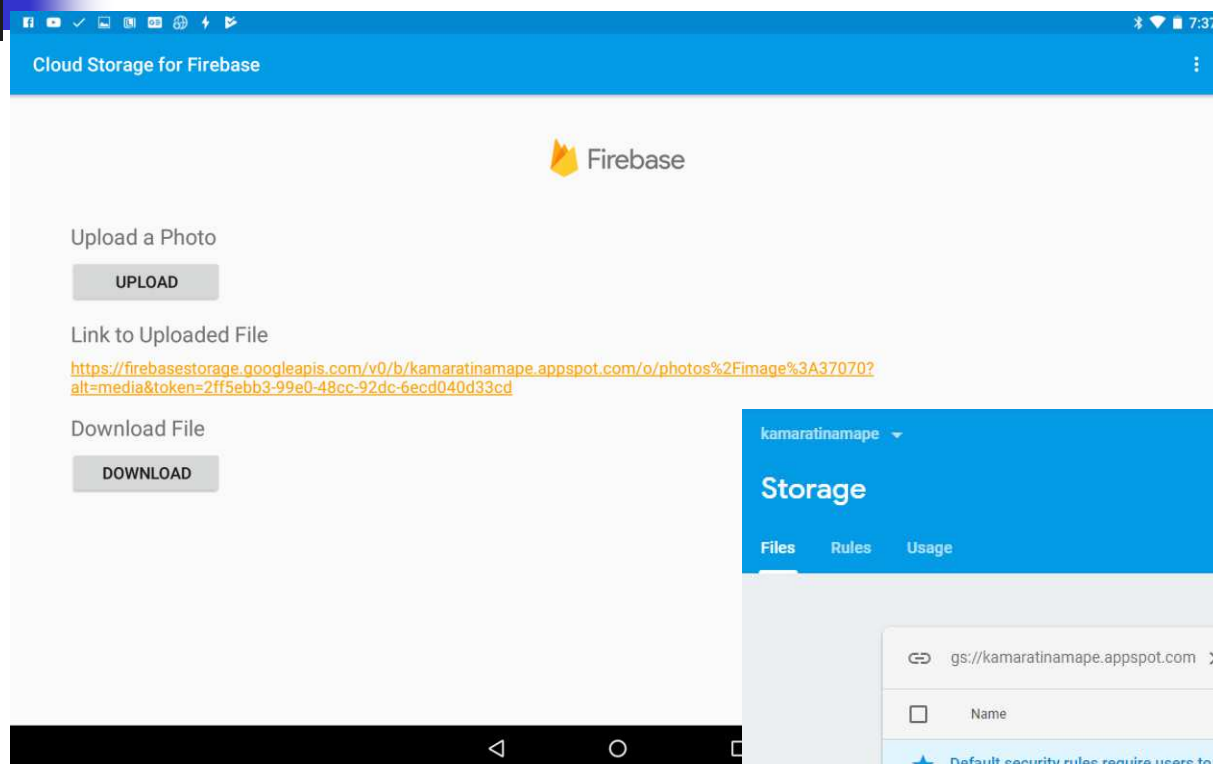 7:37
Cloud Storage for Firebase
Firebase
Upload a Photo
UPLOAD
Link to Uploaded File
https://firebasestorage.googleapis.com/v0/b/kamaratinamape.appspot.com/o/photos%2Fimage%3A37070?
alt=media&token=2ff5ebb3-99e0-48cc-92dc-6ecd040d33cd
Download File
DOWNLOAD
kamaratinamape
Storage
Files Rules Usage
gs://kamaratinamape.appspot.com
Name
Default security rules require users to